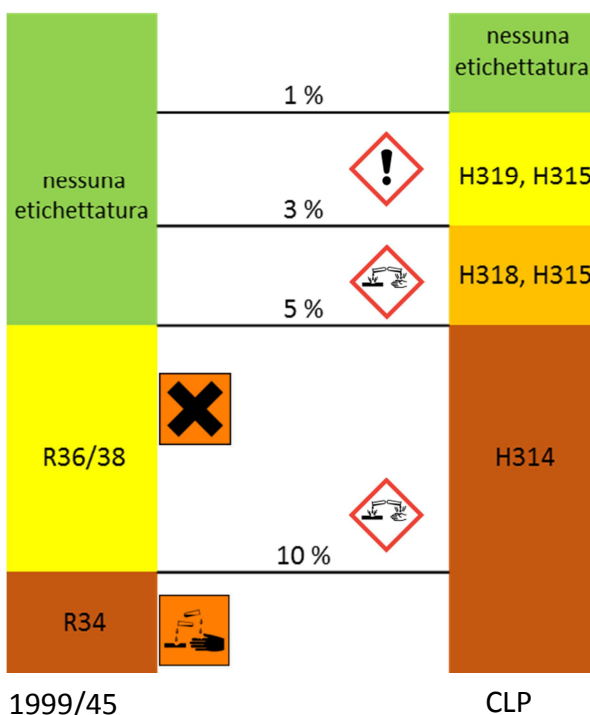 nessuna
etichettatura
1 %
H319, H315
nessuna
etichettatura
3 %
H318, H315
5 %
R36/38
H314
10 %
R34
1999/45
CLP